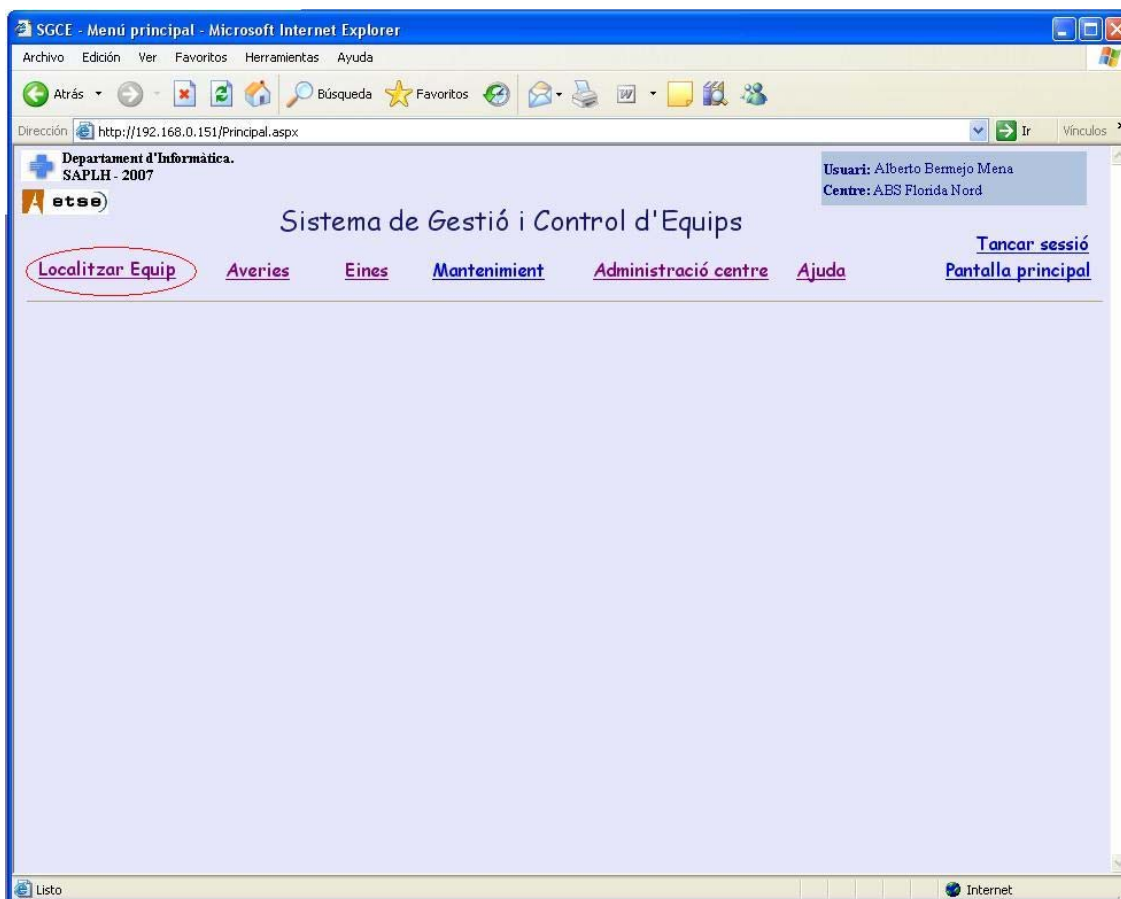 SGCE - Menú principal - Microsoft Internet Explorer
Archivo Edición Ver Favoritos Herramientas Ayuda
Atrás Búsqueda Favoritos
Dirección http://192.168.0.151/Principal.aspx Ir Vínculos
Departament d'Informàtica.
SAPLH - 2007
etse)
Usuari: Alberto Bermejo Mena
Centre: ABS Florida Nord
Sistema de Gestió i Control d'Equips
Tancar sessió
Localitzar Equip Averies Eines Mantenimient Administració centre Ajuda Pantalla principal
Listo Internet